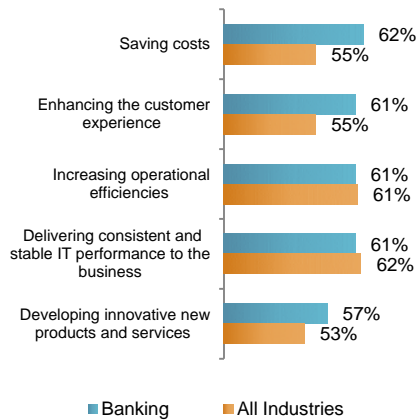 Saving costs
62%
55%
Enhancing the customer
experience
61%
55%
Increasing operational
efficiencies
61%
61%
Delivering consistent and
stable IT performance to the
business
61%
62%
Developing innovative new
products and services
57%
53%
Banking
All Industries